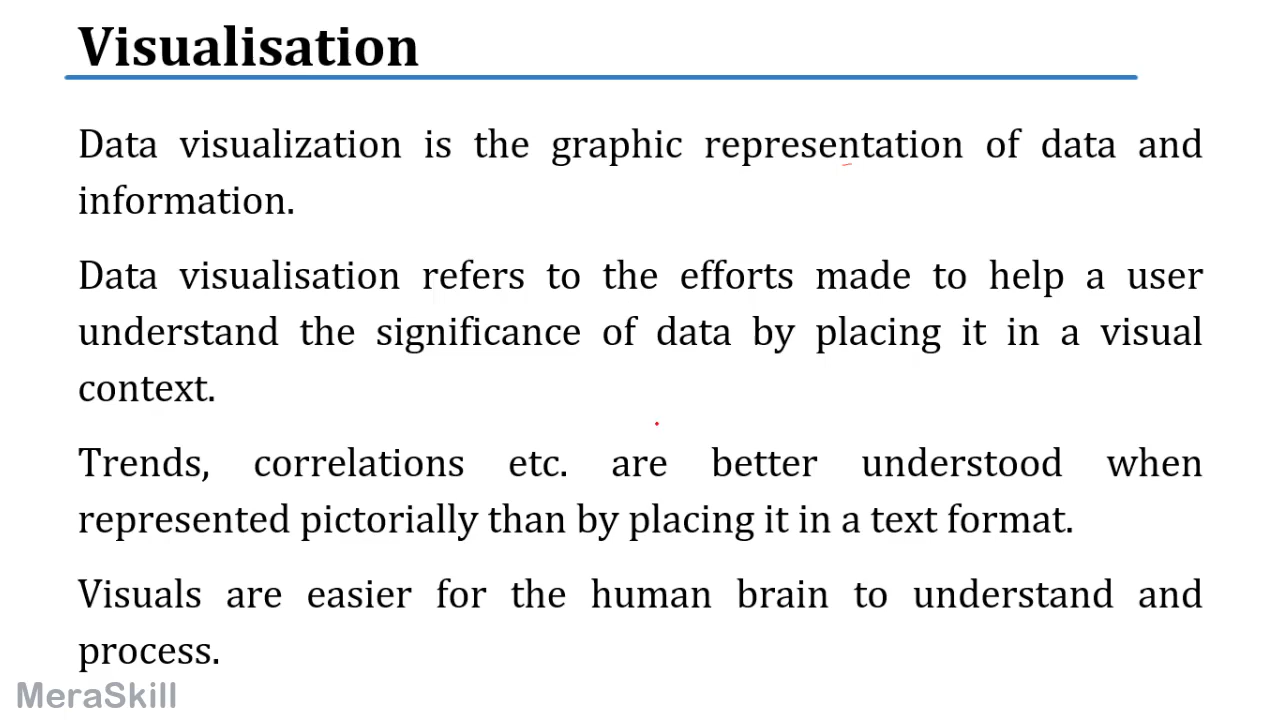 Visualisation
Data visualization is the graphic representation of data and
information.
Data visualisation refers to the efforts made to help a user
understand the significance of data by placing it in a visual
context.
Trends, correlations etc. are better understood when
represented pictorially than by placing it in a text format.
Visuals are easier for the human brain to understand and
process.
MeraSkill